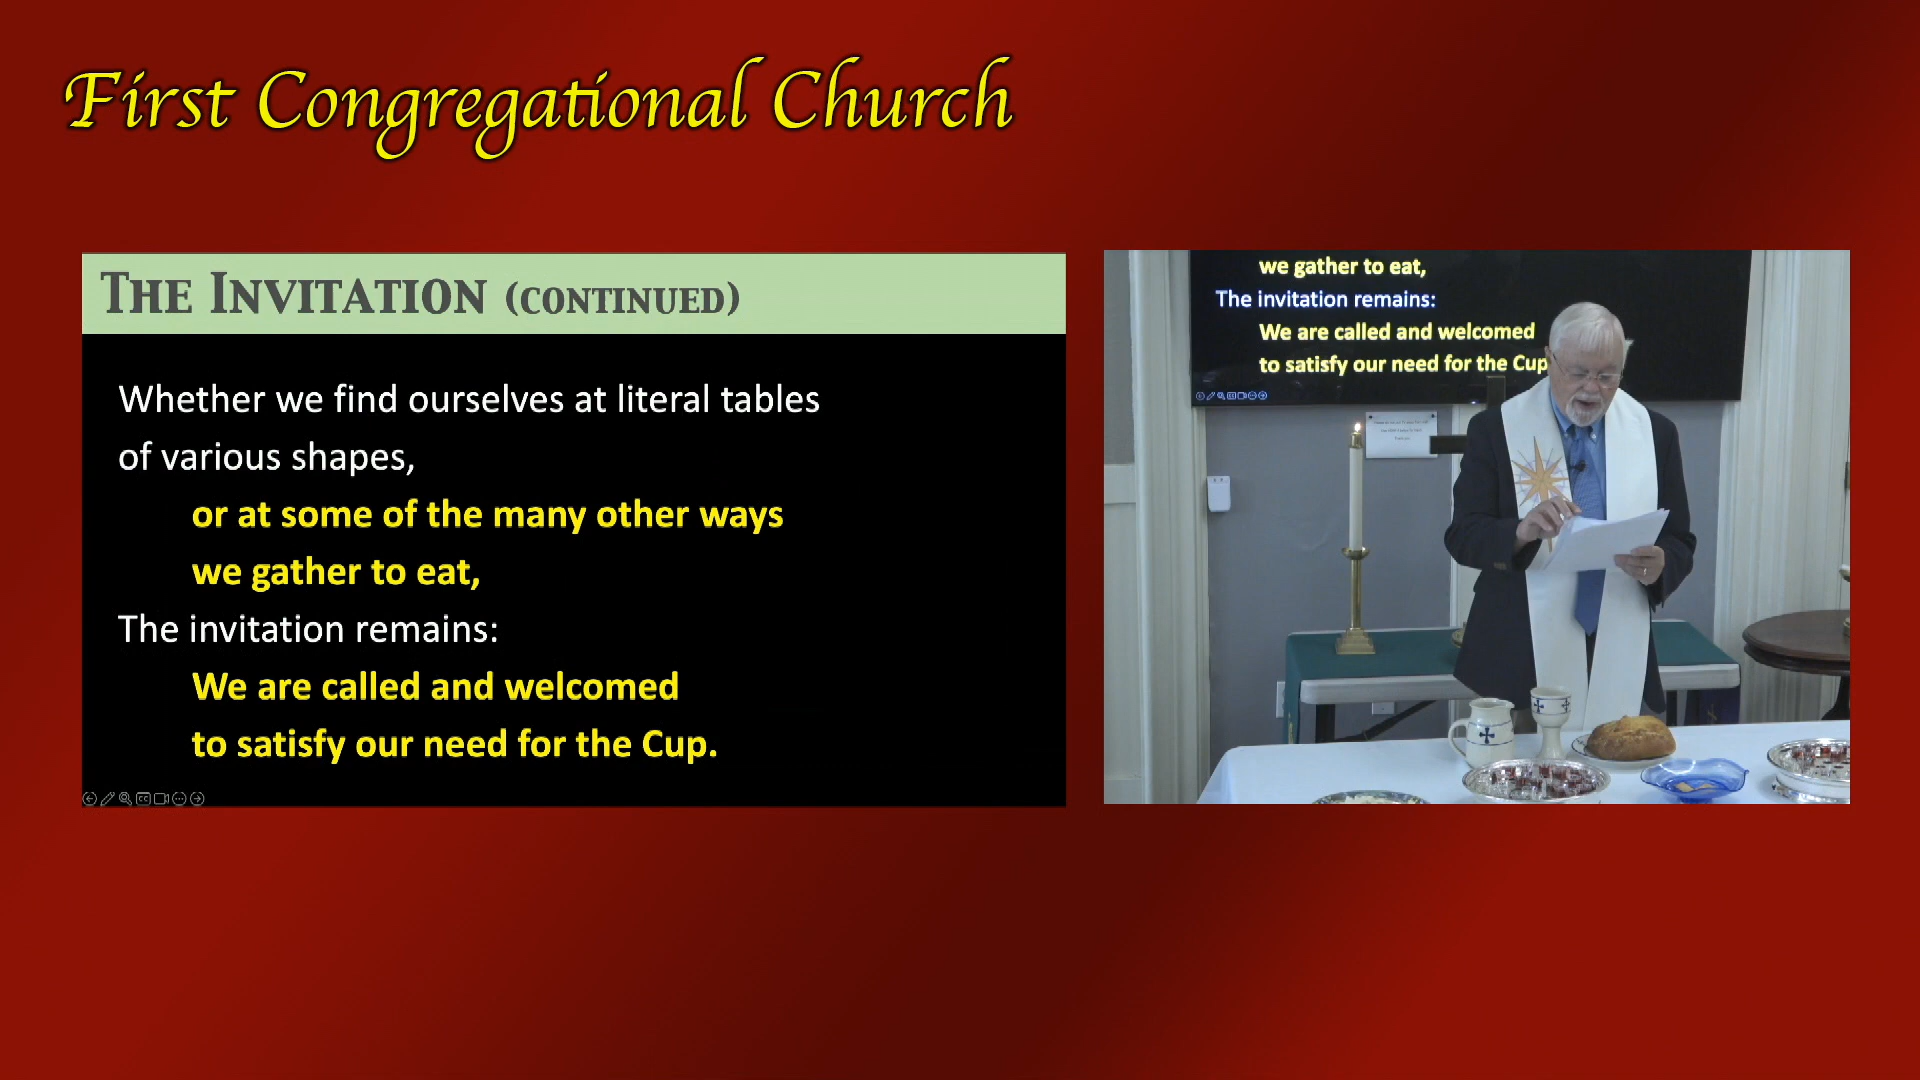 First Congregational Church
THE INVITATION (CONTINUED)
Whether we find ourselves at literal tables
of various shapes,
or at some of the many other ways
we gather to eat,
The invitation remains:
We are called and welcomed
to satisfy our need for the Cup.
we gather to eat,
The invitation remains:
We are called and welcomed
to satisfy our need for the Cup